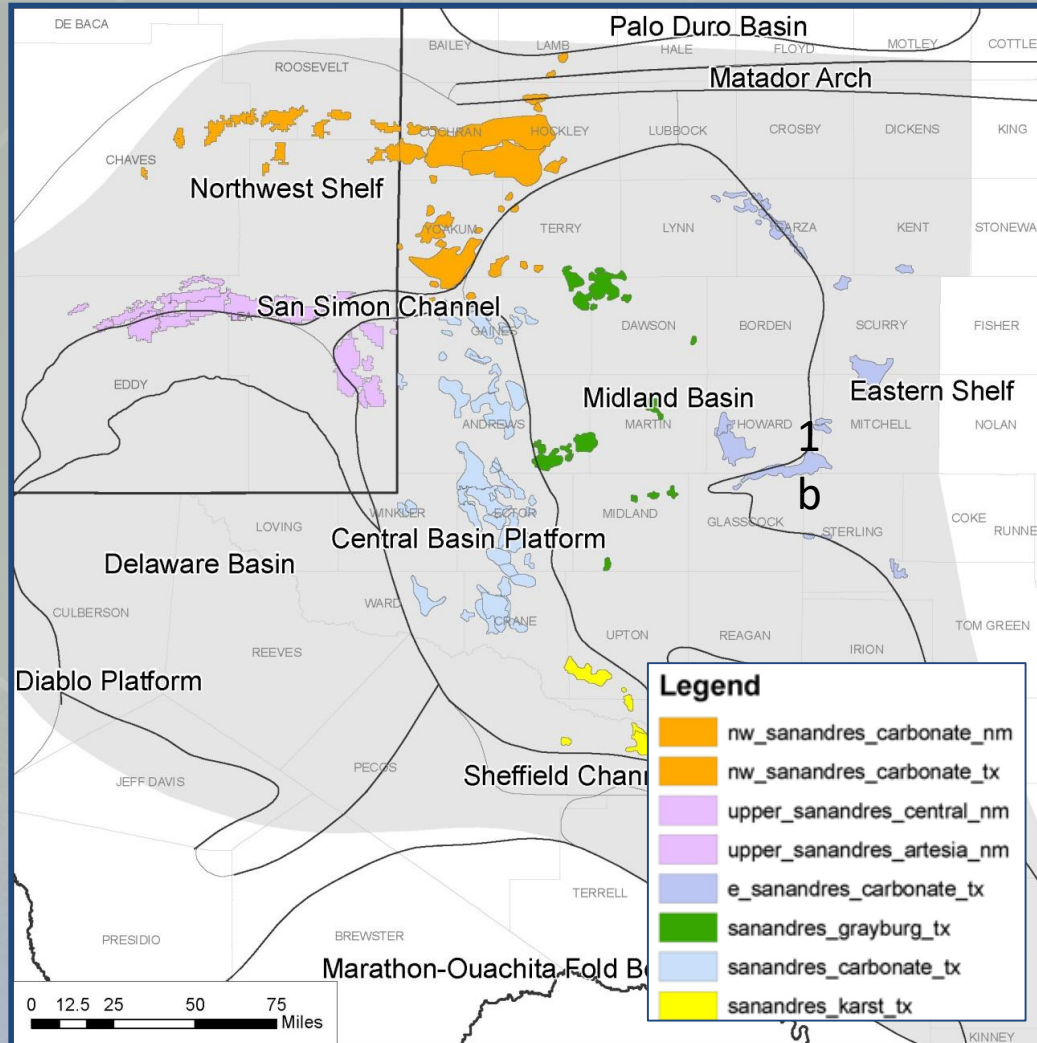 Palo Duro Basin
DE BACA
BAILEY
LAMB
HALE
FLOYD
MOTLEY
COTTLE
ROOSEVELT
Matador Arch
COCHRAN
HOCKLEY
LUBBOCK
CROSBY
DICKENS
KING
CHAVES
Northwest Shelf
YOAKUM
TERRY
LYNN
GARZA
KENT
STONEWA
San Simon Channel
LEA
GAINES
DAWSON
BORDEN
SCURRY
FISHER
EDDY
Midland Basin
Eastern Shelf
ANDREWS
MARTIN
HOWARD
1
MITCHELL
NOLAN
b
LOVING
WINKLER
ECTOR
MIDLAND
GLASSCOCK
STERLING
COKE
RUNNE
Central Basin Platform
Delaware Basin
CULBERSON
WARD
CRANE
REEVES
UPTON
REAGAN
IRION
TOM GREEN
Diablo Platform
JEFF DAVIS
PECOS
Sheffield Chann
TERRELL
PRESIDIO
BREWSTER
Marathon-Ouachita Fold Be
KINNEY
Legend
nw_sanandres_carbonate_nm
nw_sanandres_carbonate_tx
upper_sanandres_central_nm
upper_sanandres_artesia_nm
e_sanandres_carbonate_tx
sanandres_grayburg_tx
sanandres_carbonate_tx
sanandres_karst_tx
0 12.5 25 50 75
Miles